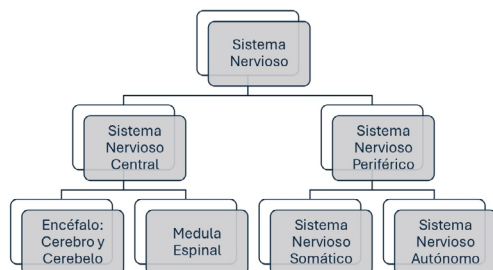 Sistema
Nervioso
Sistema
Nervioso
Central
Sistema
Nervioso
Periférico
Encéfalo:
Cerebro y
Cerebelo
Medula
Espinal
Sistema
Nervioso
Somático
Sistema
Nervioso
Autónomo